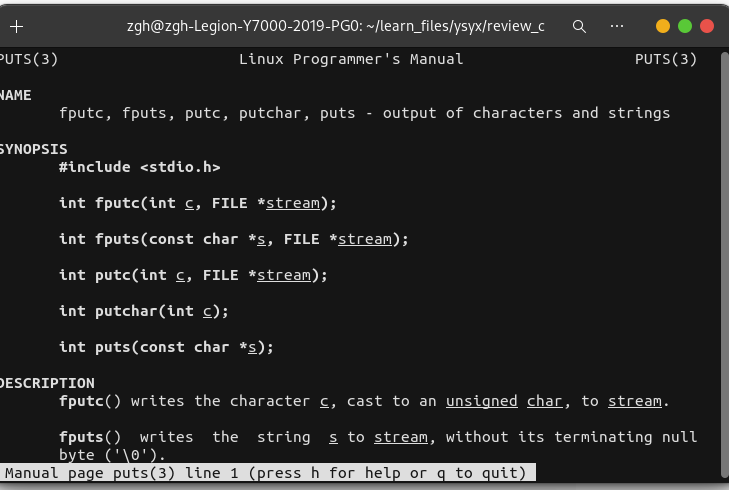 zgh@zgh-Legion-Y7000-2019-PG0: ~/learn_files/ysyx/review_c
PUTS(3) Linux Programmer's Manual PUTS(3)
NAME
fputc, fputs, putc, putchar, puts - output of characters and strings
SYNOPSIS
#include <stdio.h>
int fputc(int c, FILE *stream);
int fputs(const char *s, FILE *stream);
int putc(int c, FILE *stream);
int putchar(int c);
int puts(const char *s);
DESCRIPTION
fputc() writes the character c, cast to an unsigned char, to stream.
fputs() writes the string s to stream, without its terminating null
byte ('\0').
Manual page puts(3) line 1 (press h for help or q to quit)